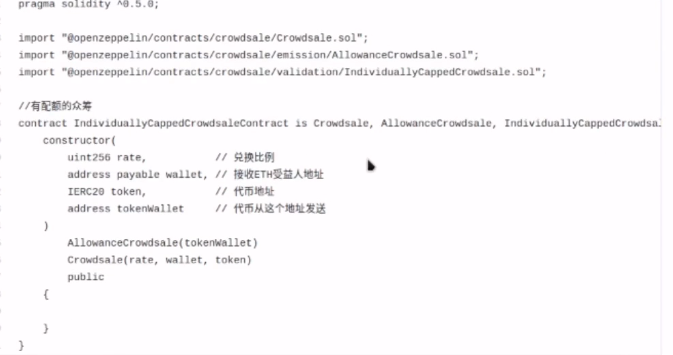 pragma solidity ^0.5.0;
import "@openzeppelin/contracts/crowdsale/Crowdsale.sol";
import "@openzeppelin/contracts/crowdsale/emission/AllowanceCrowdsale.sol";
import "@openzeppelin/contracts/crowdsale/validation/IndividuallyCappedCrowdsale.sol";
//有配额的众筹
contract IndividuallyCappedCrowdsaleContract is Crowdsale, AllowanceCrowdsale, IndividuallyCappedCrowdsa
constructor(
uint256 rate, // 兑换比例
address payable wallet, // 接收ETH受益人地址
IERC20 token, // 代币地址
address tokenWallet // 代币从这个地址发送
)
AllowanceCrowdsale(tokenWallet)
Crowdsale(rate, wallet, token)
public
{
}
}